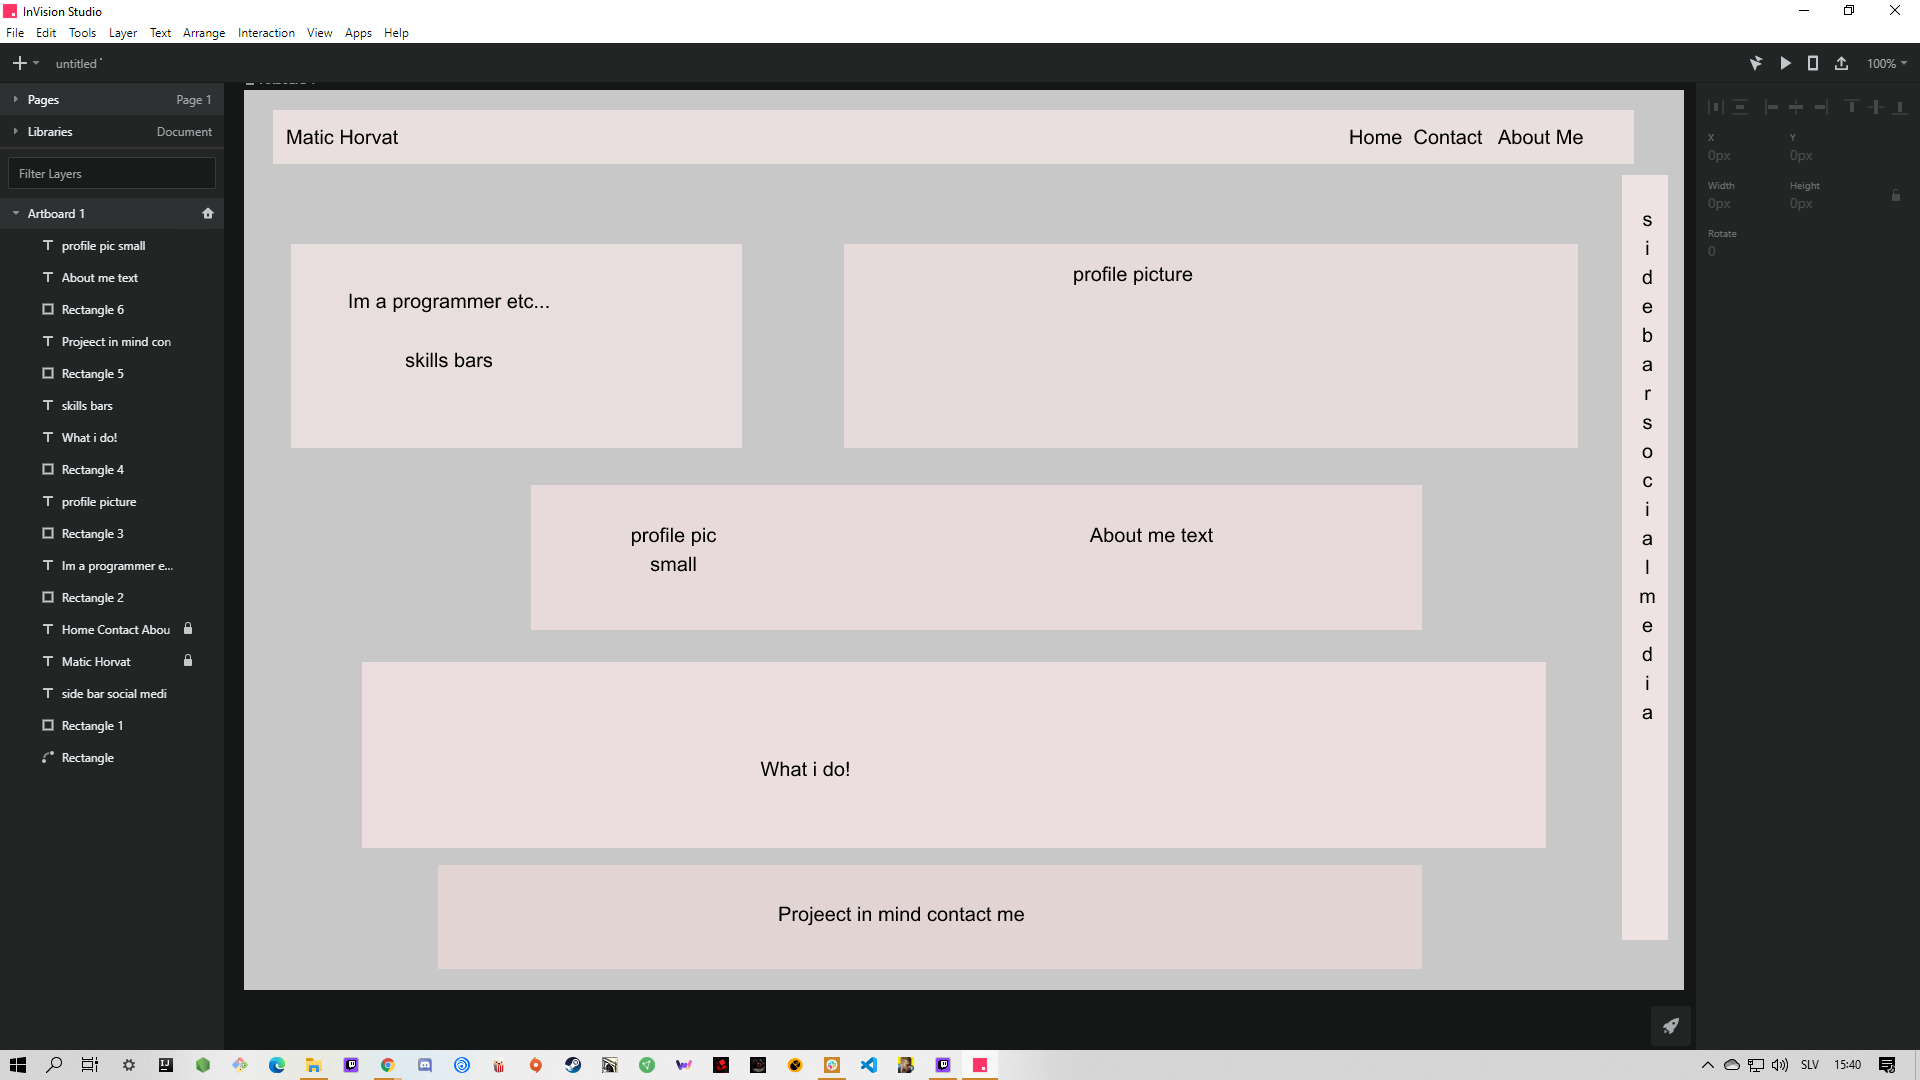 InVision Studio
File Edit Tools Layer Text Arrange Interaction View Apps Help
untitled*
100%
Pages Page 1
Libraries Document
Filter Layers
Artboard 1
profile pic small
About me text
Rectangle 6
Projeect in mind con
Rectangle 5
skills bars
What i do!
Rectangle 4
profile picture
Rectangle 3
Im a programmer e...
Rectangle 2
Home Contact Abou
Matic Horvat
side bar social medi
Rectangle 1
Rectangle
Matic Horvat
Home Contact About Me
Im a programmer etc...
skills bars
profile picture
profile pic
small
About me text
What i do!
Projeect in mind contact me
s
i
d
e
b
a
r
s
o
c
i
a
l
m
e
d
i
a
X Y
0px 0px
Width Height
0px 0px
Rotate
0
SLV 15:40